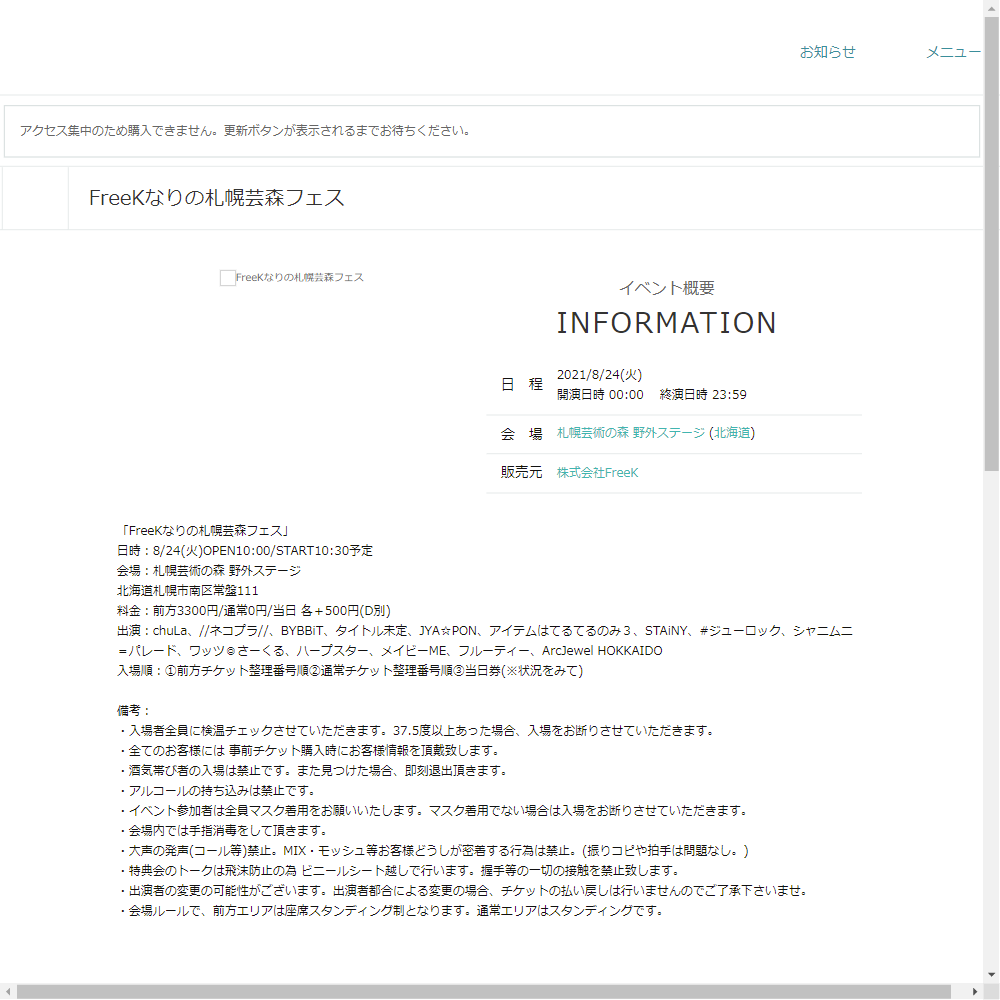 お知らせ
メニュー
アクセス集中のため購入できません。更新ボタンが表示されるまでお待ちください。
FreeKなりの札幌芸森フェス
FreeKなりの札幌芸森フェス
イベント概要
INFORMATION
日 程
2021/8/24(火)
開演日時 00:00 終演日時 23:59
会 場
札幌芸術の森 野外ステージ (北海道)
販売元
株式会社FreeK
「FreeKなりの札幌芸森フェス」
日時：8/24(火)OPEN10:00/START10:30予定
会場：札幌芸術の森 野外ステージ
北海道札幌市南区常盤111
料金：前方3300円/通常0円/当日 各＋500円(D別)
出演：chuLa、//ネコプラ//、BYBBiT、タイトル未定、JYA☆PON、アイテムはてるてるのみ３、STAiNY、#ジューロック、シャニムニ
＝パレード、ワッツ◎さーくる、ハープスター、メイビーME、フルーティー、ArcJewel HOKKAIDO
入場順：①前方チケット整理番号順②通常チケット整理番号順③当日券(※状況をみて)
備考：
・入場者全員に検温チェックさせていただきます。37.5度以上あった場合、入場をお断りさせていただきます。
・全てのお客様には 事前チケット購入時にお客様情報を頂戴致します。
・酒気帯び者の入場は禁止です。また見つけた場合、即刻退出頂きます。
・アルコールの持ち込みは禁止です。
・イベント参加者は全員マスク着用をお願いいたします。マスク着用でない場合は入場をお断りさせていただきます。
・会場内では手指消毒をして頂きます。
・大声の発声(コール等)禁止。MIX・モッシュ等お客様どうしが密着する行為は禁止。(振りコピや拍手は問題なし。)
・特典会のトークは飛沫防止の為 ビニールシート越しで行います。握手等の一切の接触を禁止致します。
・出演者の変更の可能性がございます。出演者都合による変更の場合、チケットの払い戻しは行いませんのでご了承下さいませ。
・会場ルールで、前方エリアは座席スタンディング制となります。通常エリアはスタンディングです。